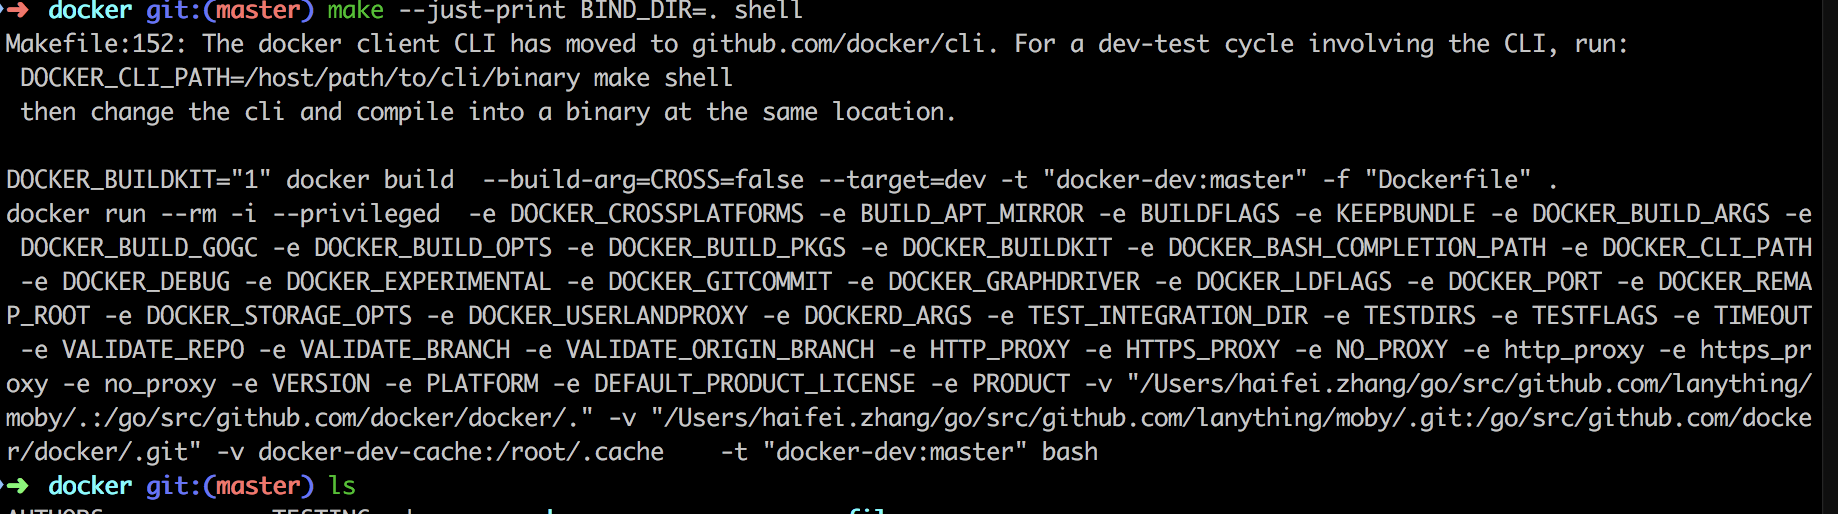 ➜ docker git:(master) make --just-print BIND_DIR=. shell
Makefile:152: The docker client CLI has moved to github.com/docker/cli. For a dev-test cycle involving the CLI, run:
DOCKER_CLI_PATH=/host/path/to/cli/binary make shell
then change the cli and compile into a binary at the same location.
DOCKER_BUILDKIT="1" docker build  --build-arg=CROSS=false --target=dev -t "docker-dev:master" -f "Dockerfile" .
docker run --rm -i --privileged  -e DOCKER_CROSSPLATFORMS -e BUILD_APT_MIRROR -e BUILDFLAGS -e KEEPBUNDLE -e DOCKER_BUILD_ARGS -e
DOCKER_BUILD_GOGC -e DOCKER_BUILD_OPTS -e DOCKER_BUILD_PKGS -e DOCKER_BUILDKIT -e DOCKER_BASH_COMPLETION_PATH -e DOCKER_CLI_PATH
-e DOCKER_DEBUG -e DOCKER_EXPERIMENTAL -e DOCKER_GITCOMMIT -e DOCKER_GRAPHDRIVER -e DOCKER_LDFLAGS -e DOCKER_PORT -e DOCKER_REMA
P_ROOT -e DOCKER_STORAGE_OPTS -e DOCKER_USERLANDPROXY -e DOCKERD_ARGS -e TEST_INTEGRATION_DIR -e TESTDIRS -e TESTFLAGS -e TIMEOUT
-e VALIDATE_REPO -e VALIDATE_BRANCH -e VALIDATE_ORIGIN_BRANCH -e HTTP_PROXY -e HTTPS_PROXY -e NO_PROXY -e http_proxy -e https_pr
oxy -e no_proxy -e VERSION -e PLATFORM -e DEFAULT_PRODUCT_LICENSE -e PRODUCT -v "/Users/haifei.zhang/go/src/github.com/lanything/
moby/.:/go/src/github.com/docker/docker/." -v "/Users/haifei.zhang/go/src/github.com/lanything/moby/.git:/go/src/github.com/docke
r/docker/.git" -v docker-dev-cache:/root/.cache    -t "docker-dev:master" bash
➜ docker git:(master) ls